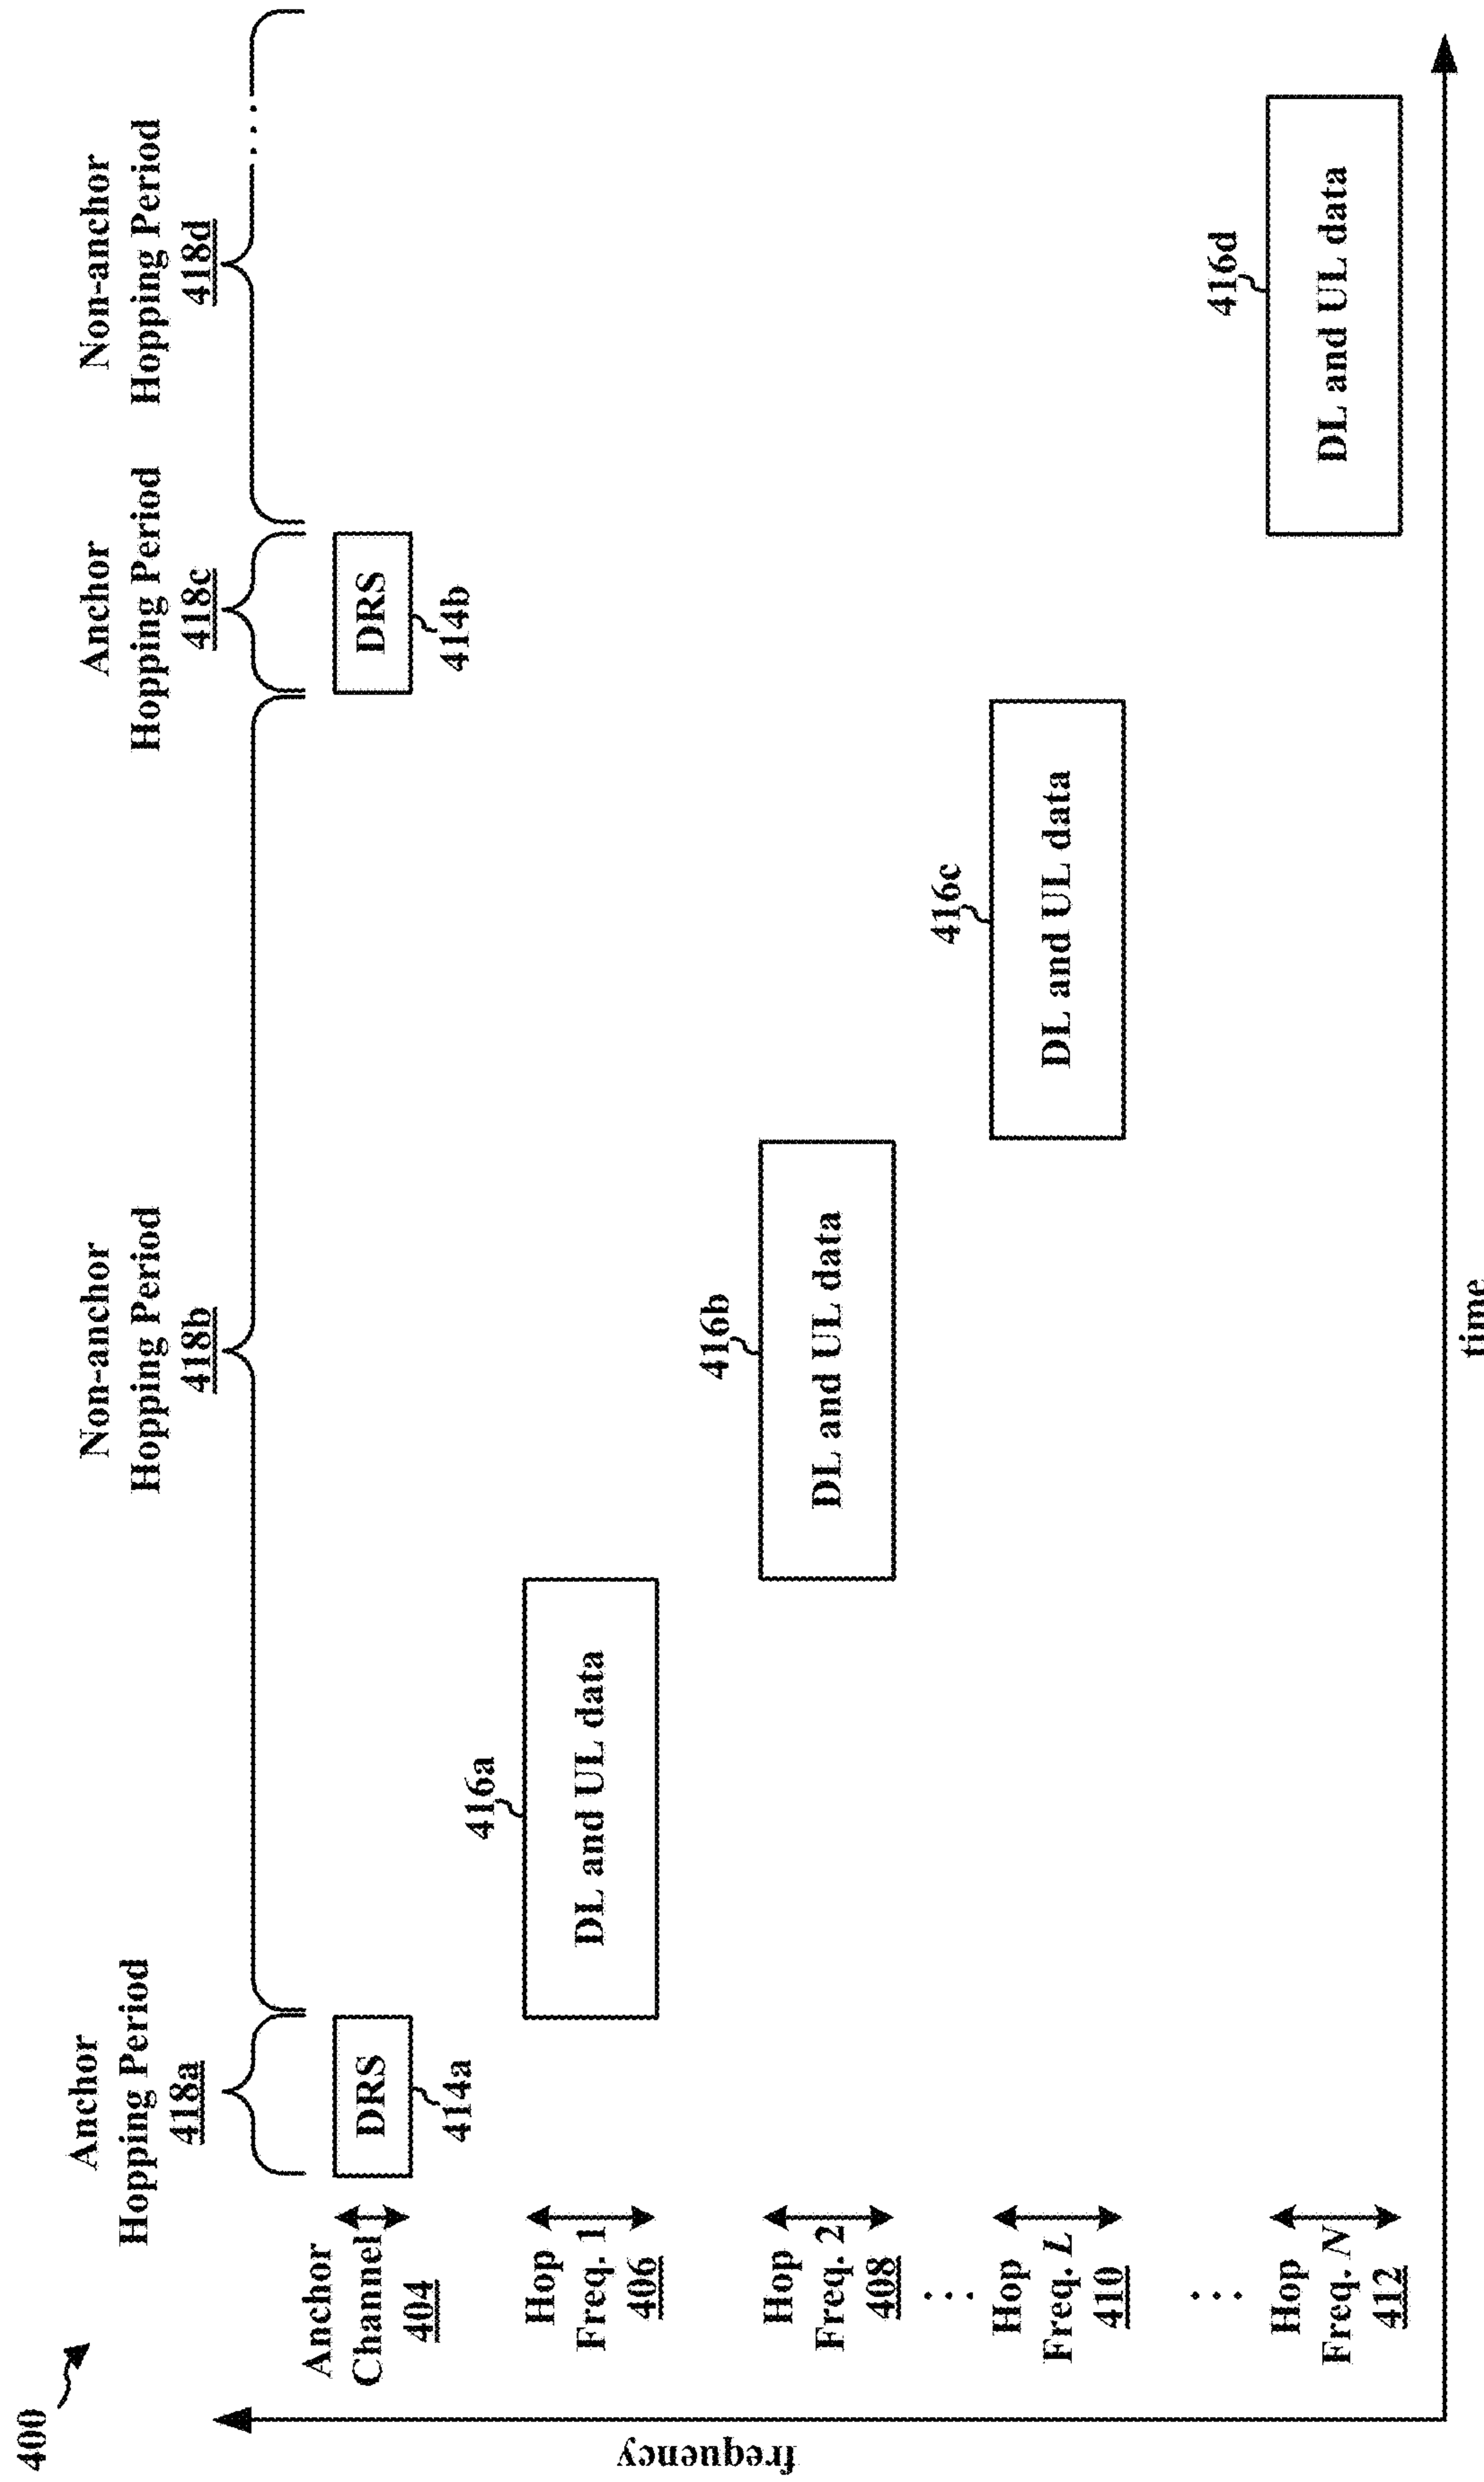 400
Anchor
Hopping Period
418a
Non-anchor
Hopping Period
418b
Anchor
Hopping Period
418c
Non-anchor
Hopping Period
418d
. . .
Anchor
Channel
404
DRS
414a
DRS
414b
Hop
Freq. 1
406
416a
DL and UL data
Hop
Freq. 2
408
416b
DL and UL data
. . .
Hop
Freq. L
410
416c
DL and UL data
. . .
Hop
Freq. N
412
416d
DL and UL data
frequency
time